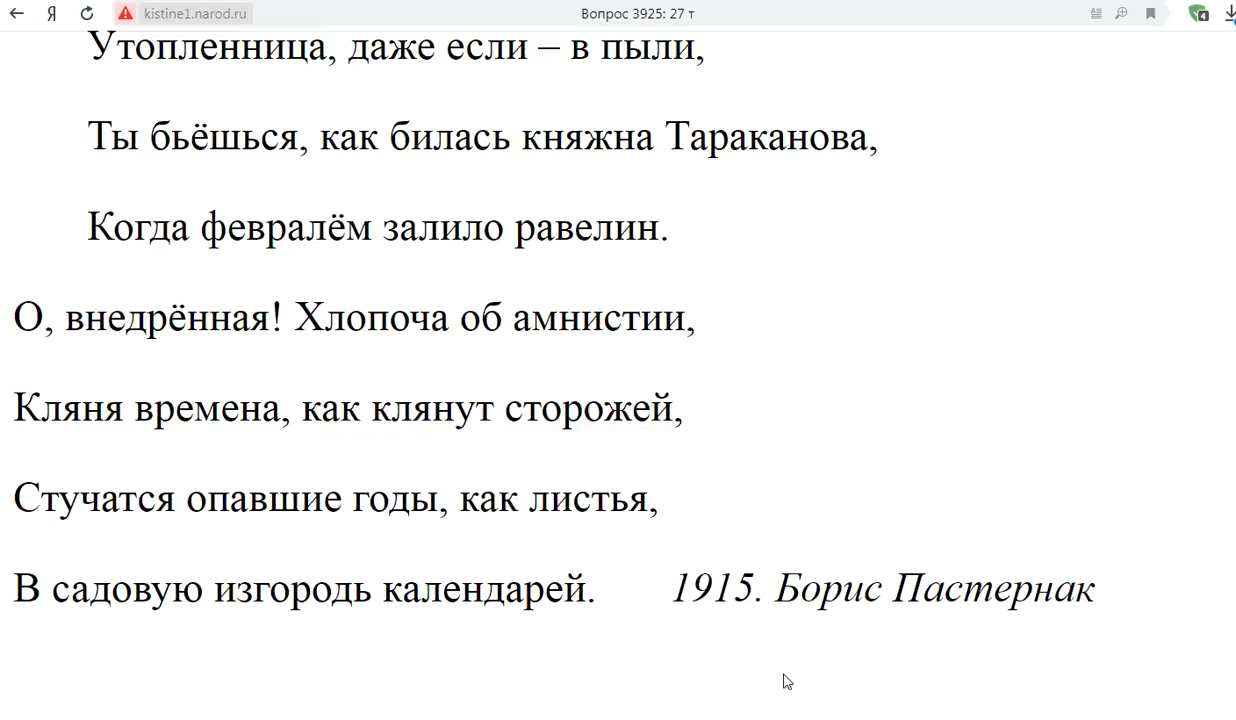 kistine1.narod.ru
Вопрос 3925: 27 т
4
Утопленница, даже если – в пыли,
Ты бьёшься, как билась княжна Тараканова,
Когда февралём залило равелин.
О, внедрённая! Хлопоча об амнистии,
Кляня времена, как клянут сторожей,
Стучатся опавшие годы, как листья,
В садовую изгородь календарей. 1915. Борис Пастернак